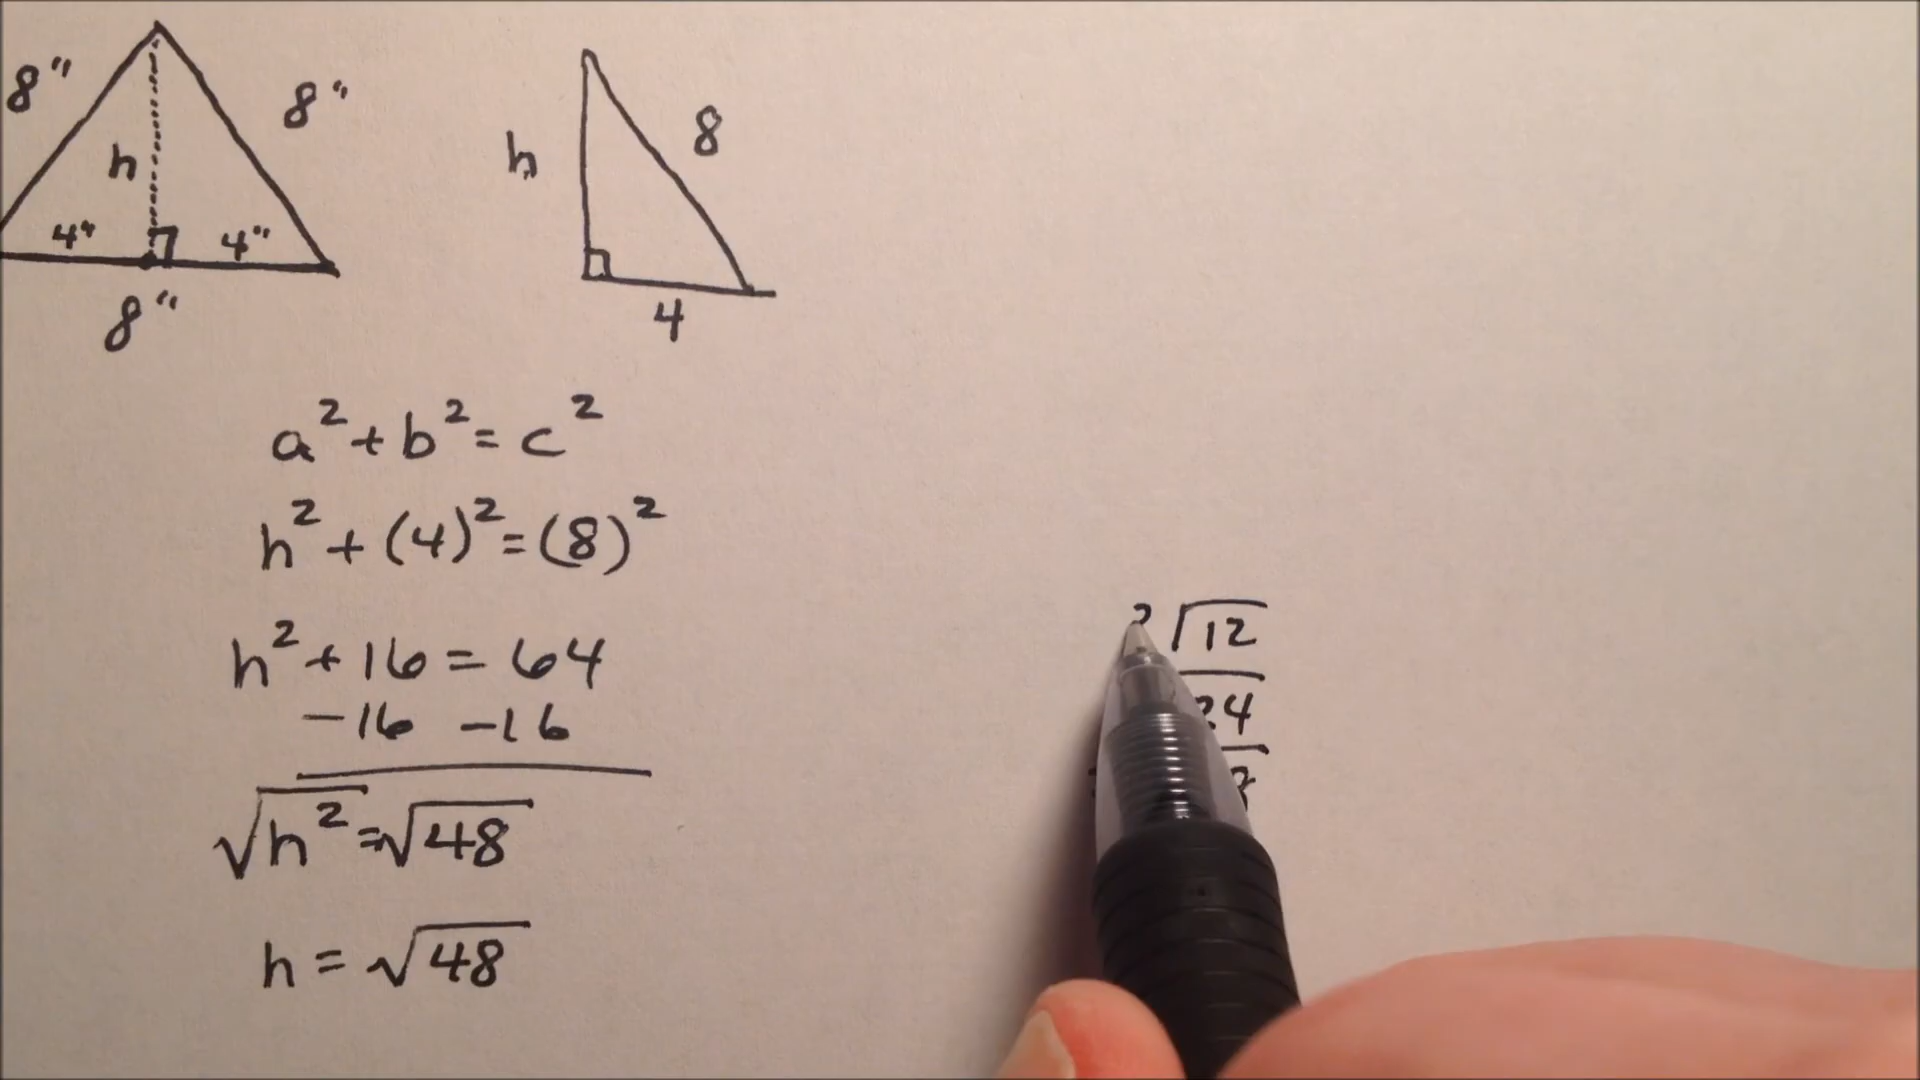 8" 8"
h
4" 4"
8"
h 8
4
a² + b² = c²
h² + (4)² = (8)²
h² + 16 = 64
-16 -16
√h² = √48
h = √48
12
24